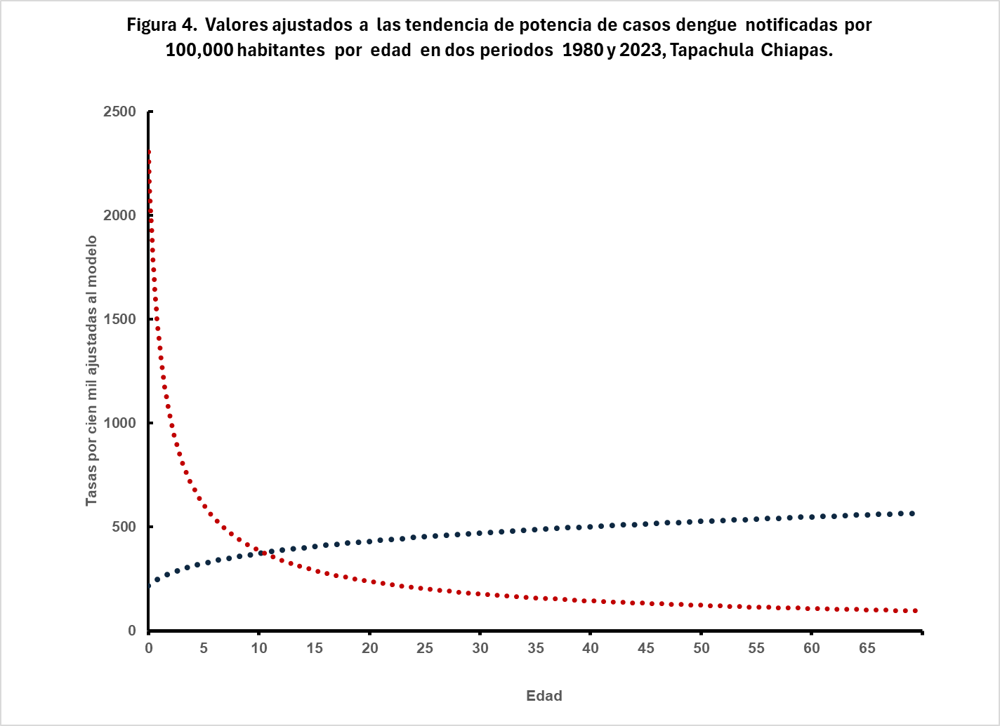 Figura 4. Valores ajustados a las tendencia de potencia de casos dengue notificadas por
100,000 habitantes por edad en dos periodos 1980 y 2023, Tapachula Chiapas.
Tasas por cien mil ajustadas al modelo
2500
2000
1500
1000
500
0
0 5 10 15 20 25 30 35 40 45 50 55 60 65
Edad